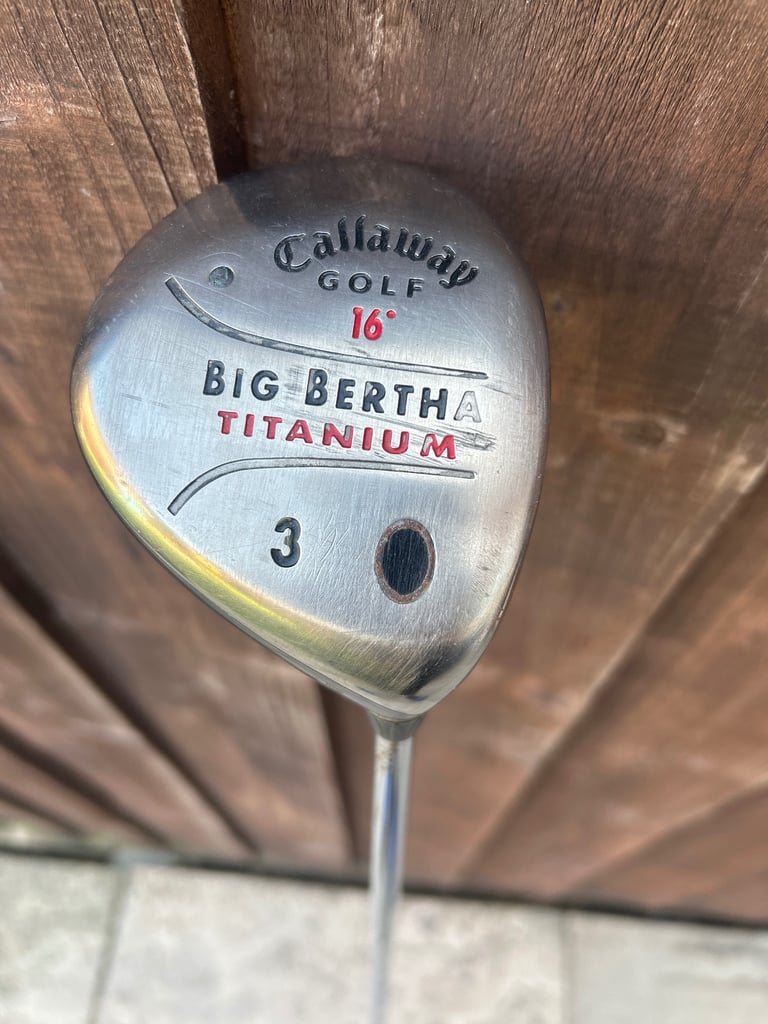 Callaway
GOLF
16°
BIG BERTHA
TITANIUM
3